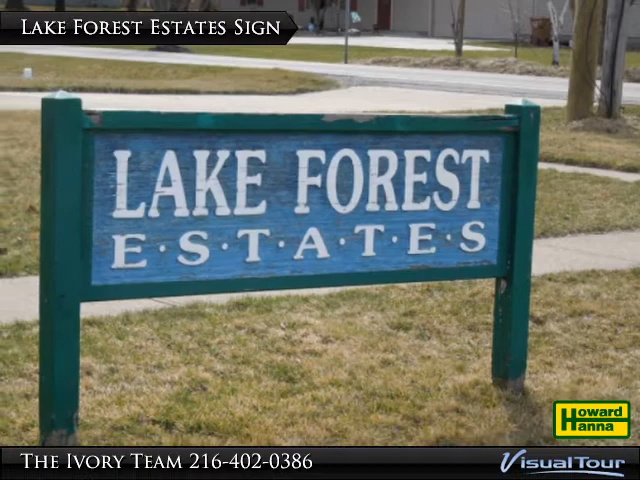 Lake Forest Estates Sign
LAKE FOREST
E·S·T·A·T·E·S
Howard
Hanna
The Ivory Team 216-402-0386
VisualTour